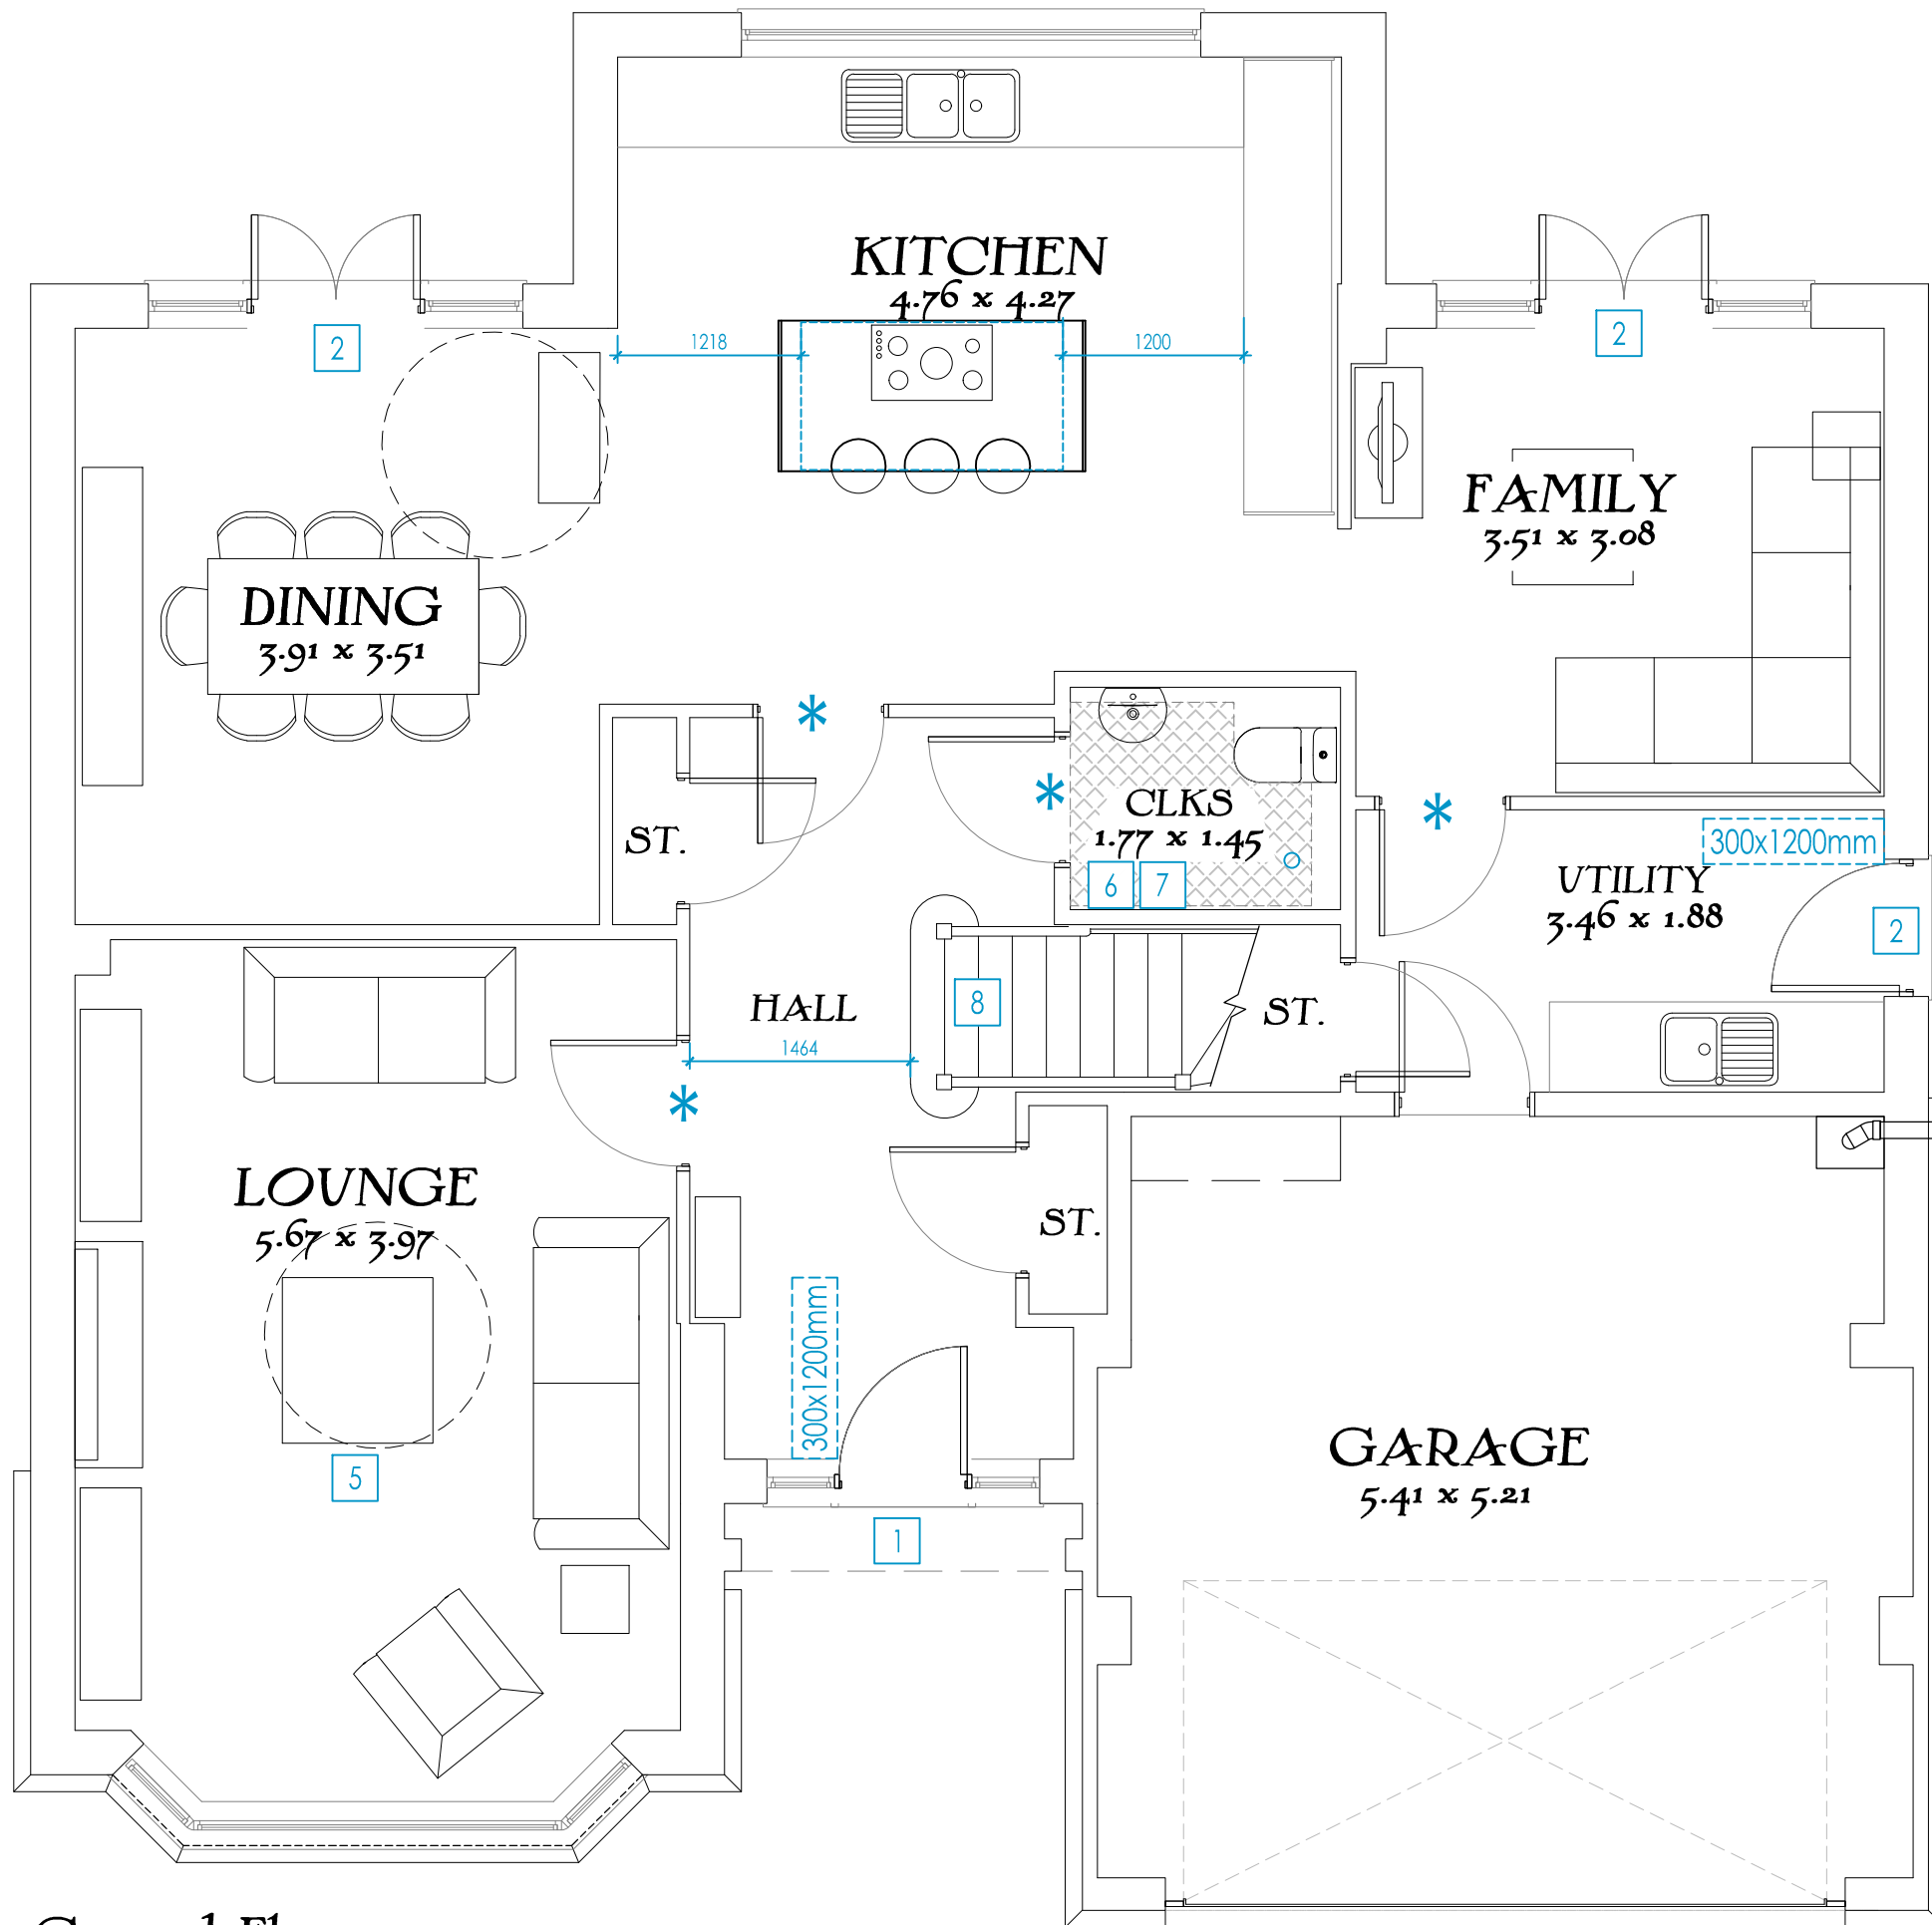 KITCHEN
4.76 x 4.27
1218
1200
2
2
FAMILY
3.51 x 3.08
DINING
3.91 x 3.51
*
*
*
CLKS
1.77 x 1.45
6
7
ST.
300x1200mm
UTILITY
3.46 x 1.88
2
HALL
8
ST.
1464
*
LOUNGE
5.67 x 3.97
ST.
300x1200mm
5
1
GARAGE
5.41 x 5.21